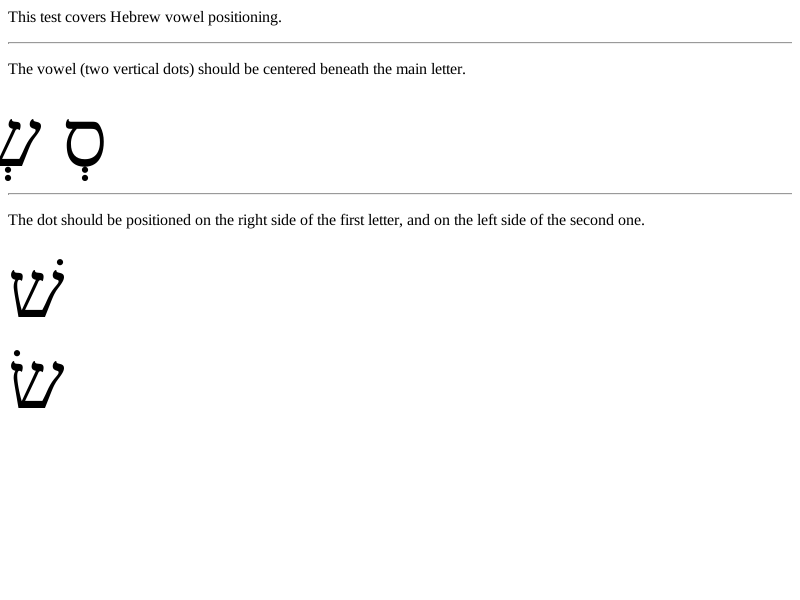 This test covers Hebrew vowel positioning.
The vowel (two vertical dots) should be centered beneath the main letter.
סְ שְ
The dot should be positioned on the right side of the first letter, and on the left side of the second one.
שׁ
שׂ